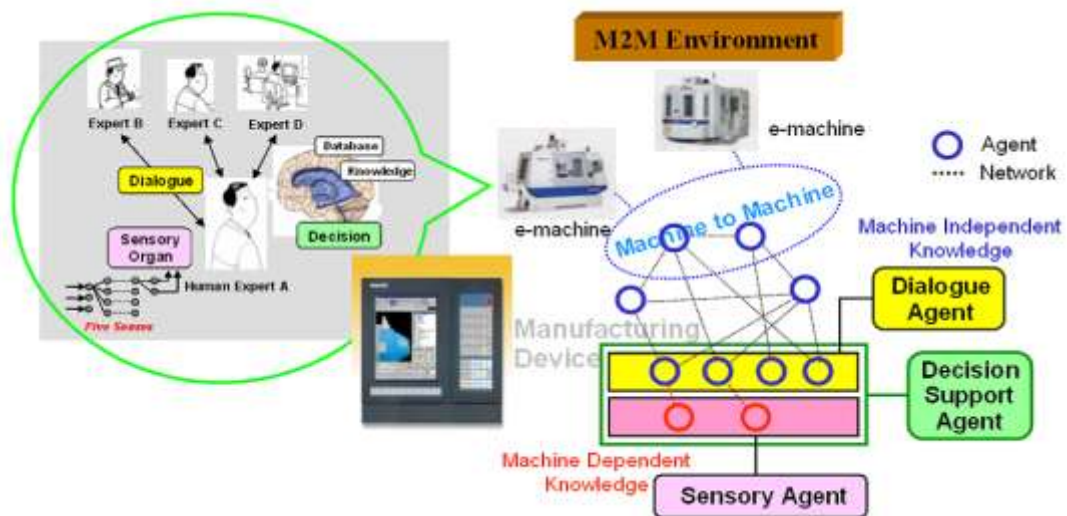 M2M Environment
Expert B
Expert C
Expert D
Database
Knowledge
Dialogue
Decision
Sensory
Organ
Human Expert A
Five Senses
e-machine
e-machine
Agent
Network
Machine to Machine
Machine Independent
Knowledge
Dialogue
Agent
Manufacturing
Device
Decision
Support
Agent
Machine Dependent
Knowledge
Sensory Agent